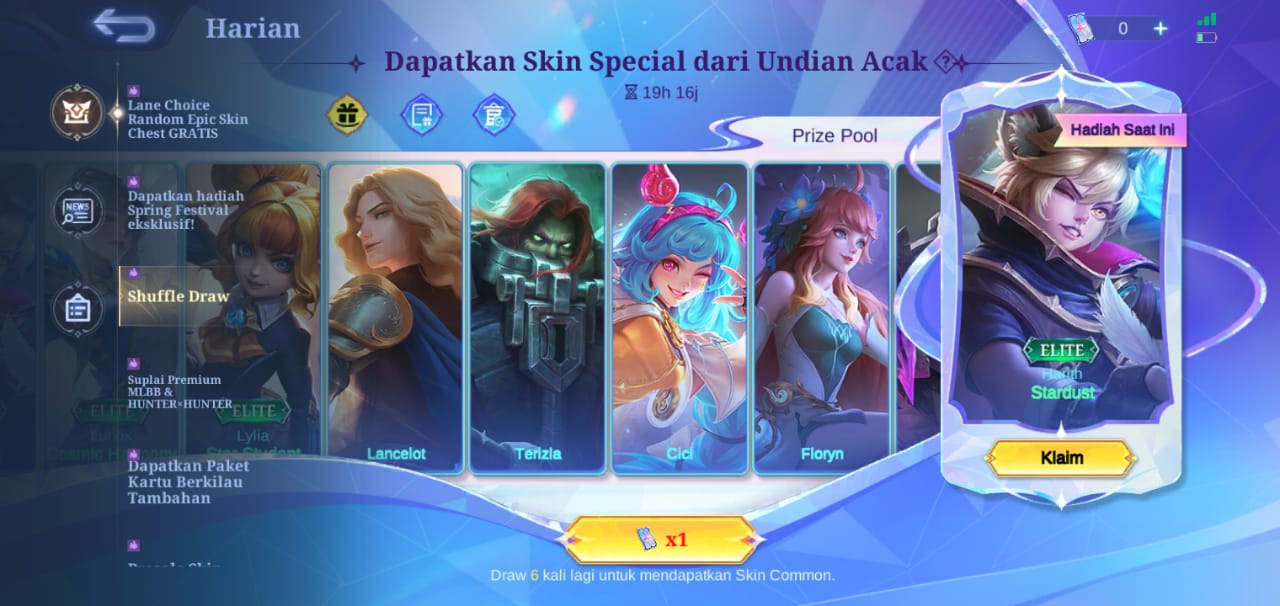 Harian
0
Dapatkan Skin Special dari Undian Acak
?
19h 16j
Lane Choice
Random Epic Skin
Chest GRATIS
NEWS
Dapatkan hadiah
Spring Festival
eksklusif!
Shuffle Draw
Suplai Premium
MLBB &
HUNTER×HUNTER
Dapatkan Paket
Kartu Berkilau
Tambahan
Prize Pool
ELITE
Cosmic Harmony
ELITE
Lylia
Star Student
Lancelot
Terizla
Cici
Floryn
Hadiah Saat Ini
ELITE
Harith
Stardust
Klaim
x1
Draw 6 kali lagi untuk mendapatkan Skin Common.